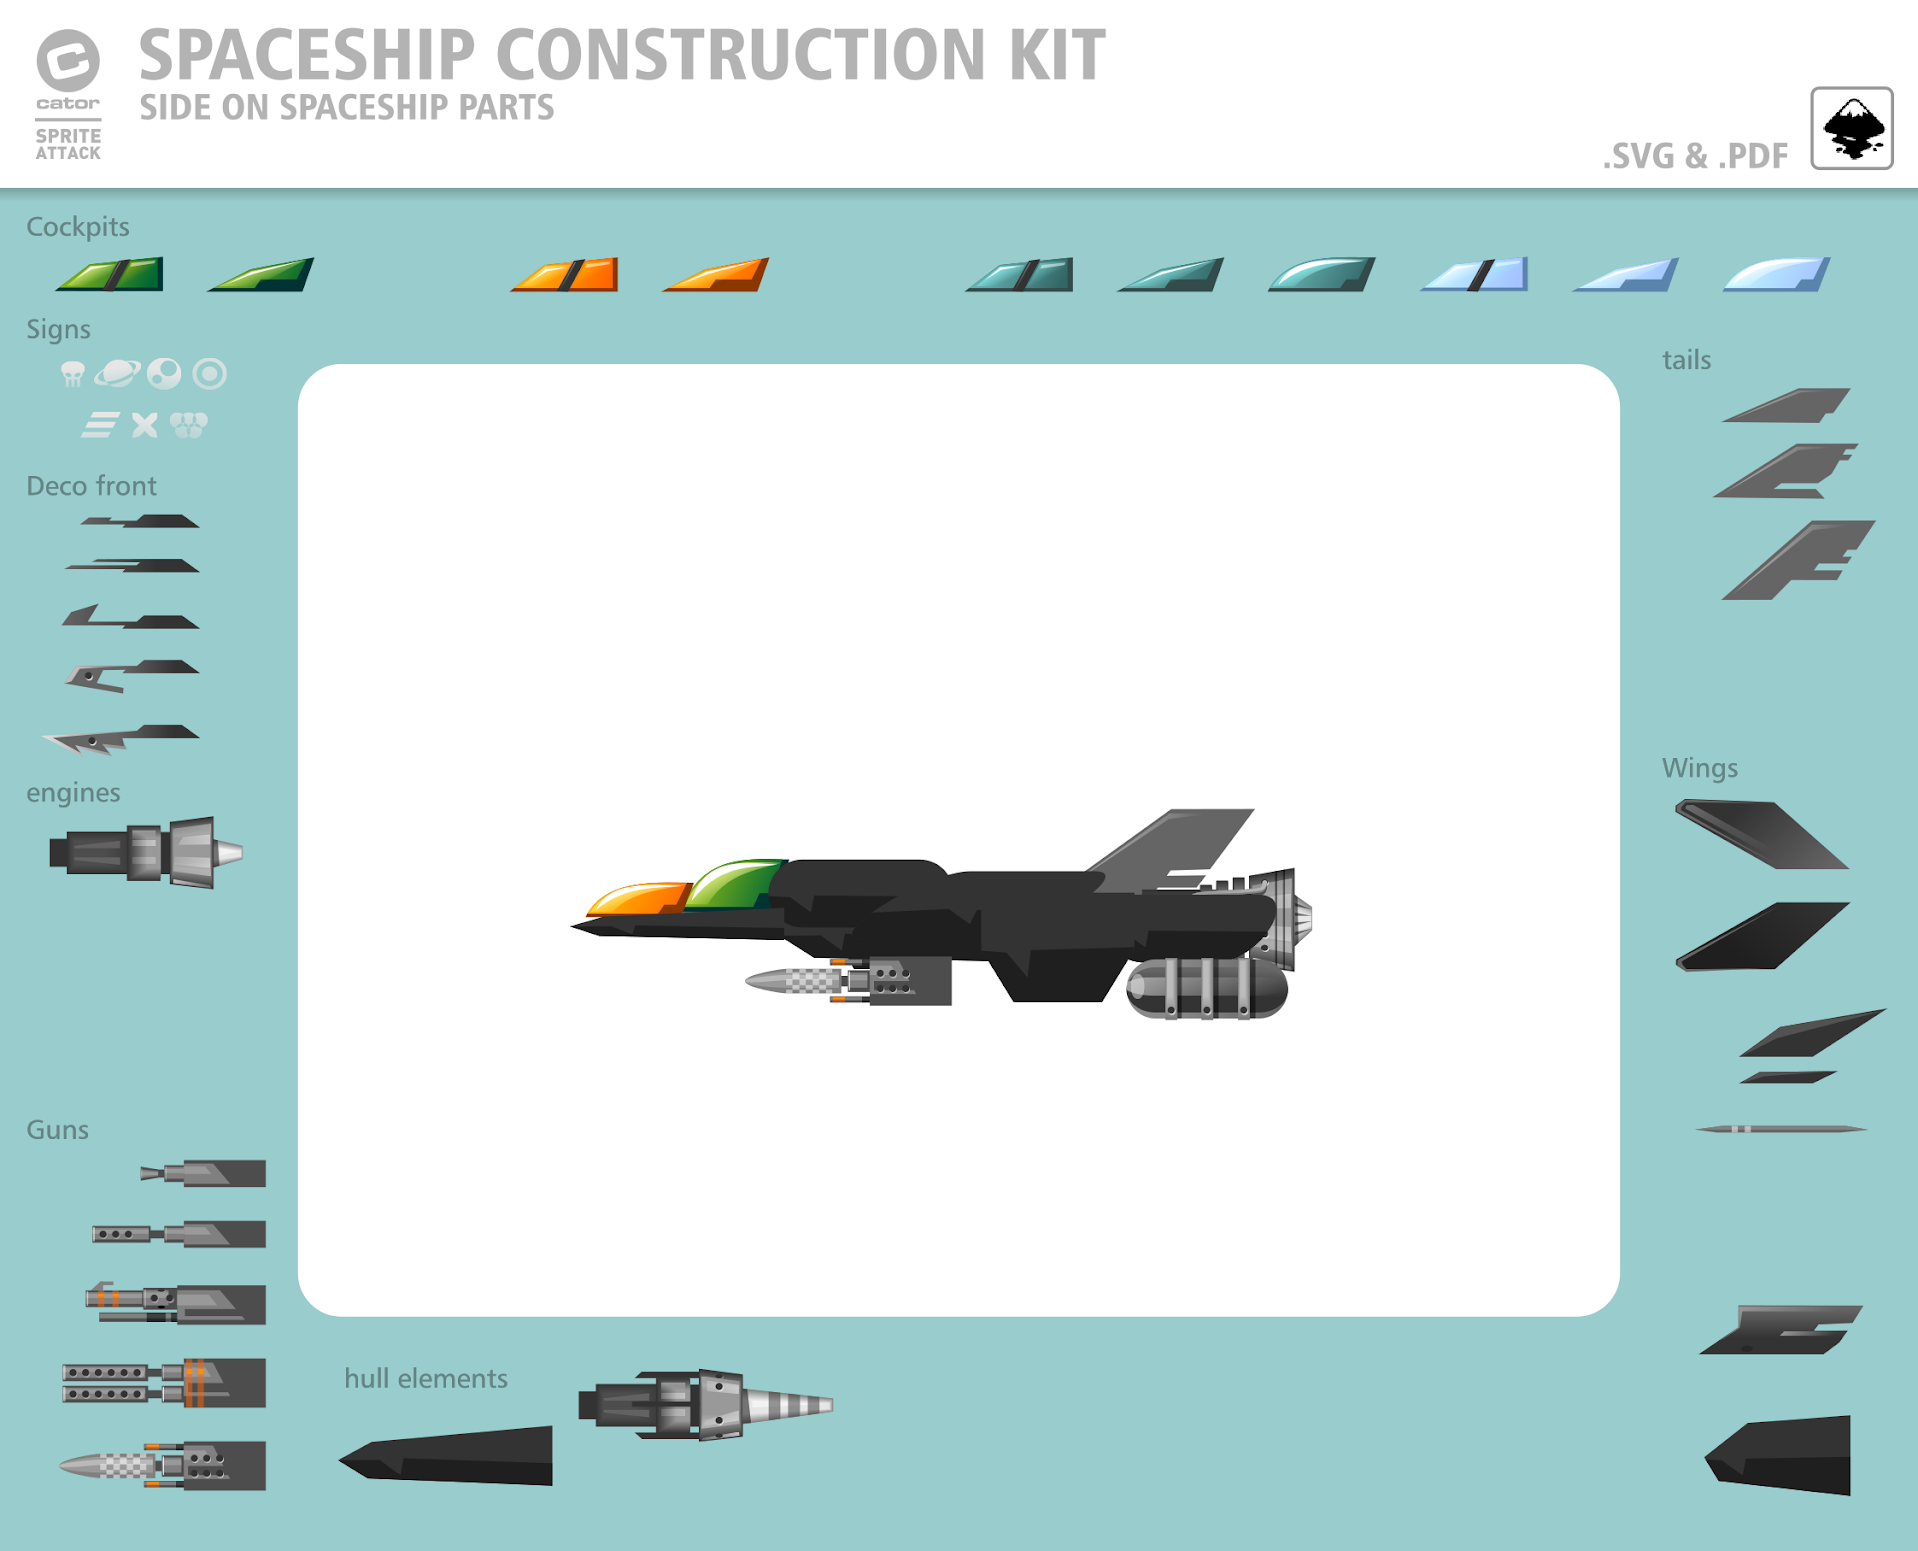 SPACESHIP CONSTRUCTION KIT
SIDE ON SPACESHIP PARTS
cator
SPRITE
ATTACK
.SVG & .PDF
Cockpits
Signs
tails
Deco front
Wings
engines
Guns
hull elements